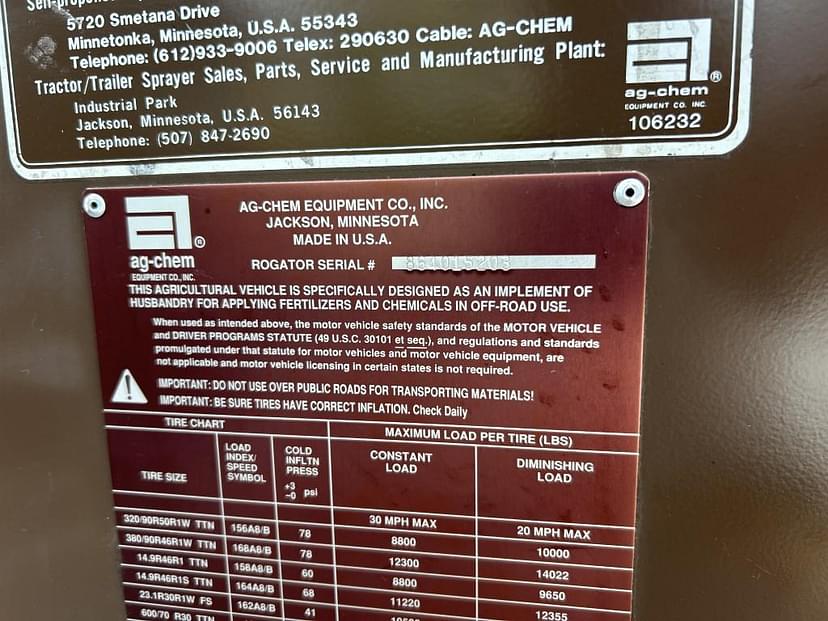 5720 Smetana Drive
Minnetonka, Minnesota, U.S.A. 55343
Telephone: (612)933-9006 Telex: 290630 Cable: AG-CHEM
Tractor/Trailer Sprayer Sales, Parts, Service and Manufacturing Plant:
Industrial Park
Jackson, Minnesota, U.S.A. 56143
Telephone: (507) 847-2690
®
ag-chem
EQUIPMENT CO. INC.
106232
®
ag-chem
EQUIPMENT CO., INC.
AG-CHEM EQUIPMENT CO., INC.
JACKSON, MINNESOTA
MADE IN U.S.A.
ROGATOR SERIAL #
THIS AGRICULTURAL VEHICLE IS SPECIFICALLY DESIGNED AS AN IMPLEMENT OF
HUSBANDRY FOR APPLYING FERTILIZERS AND CHEMICALS IN OFF-ROAD USE.
When used as intended above, the motor vehicle safety standards of the MOTOR VEHICLE
and DRIVER PROGRAMS STATUTE (49 U.S.C. 30101 et seq.), and regulations and standards
promulgated under that statute for motor vehicles and motor vehicle equipment, are
not applicable and motor vehicle licensing in certain states is not required.
IMPORTANT: DO NOT USE OVER PUBLIC ROADS FOR TRANSPORTING MATERIALS!
IMPORTANT: BE SURE TIRES HAVE CORRECT INFLATION. Check Daily
TIRE CHART
MAXIMUM LOAD PER TIRE (LBS)
TIRE SIZE
LOAD
INDEX/
SPEED
SYMBOL
COLD
INFLTN
PRESS
+3
-0 psi
CONSTANT
LOAD
DIMINISHING
LOAD
30 MPH MAX
20 MPH MAX
320/90R50R1W TTN 156A8/B 78 8800 10000
380/90R46R1W TTN 168A8/B 78 12300 14022
14.9R46R1 TTN 158A8/B 60 8800 9650
14.9R46R1S TTN 164A8/B 68 11220 12355
23.1R30R1W FS 162A8/B 41
600/70 R30 TTN